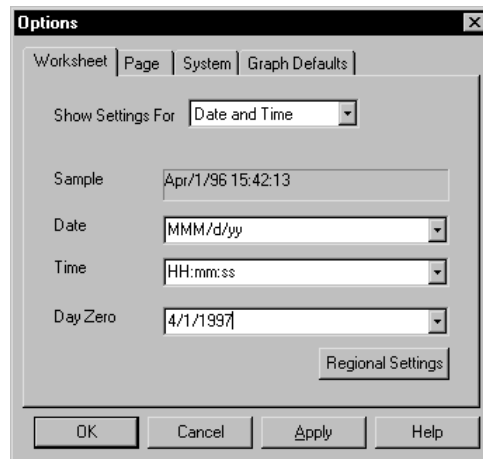 Options
Worksheet Page System Graph Defaults
Show Settings For Date and Time
Sample Apr/1/96 15:42:13
Date MMM/d/yy
Time HH:mm:ss
Day Zero 4/1/1997
Regional Settings
OK Cancel Apply Help